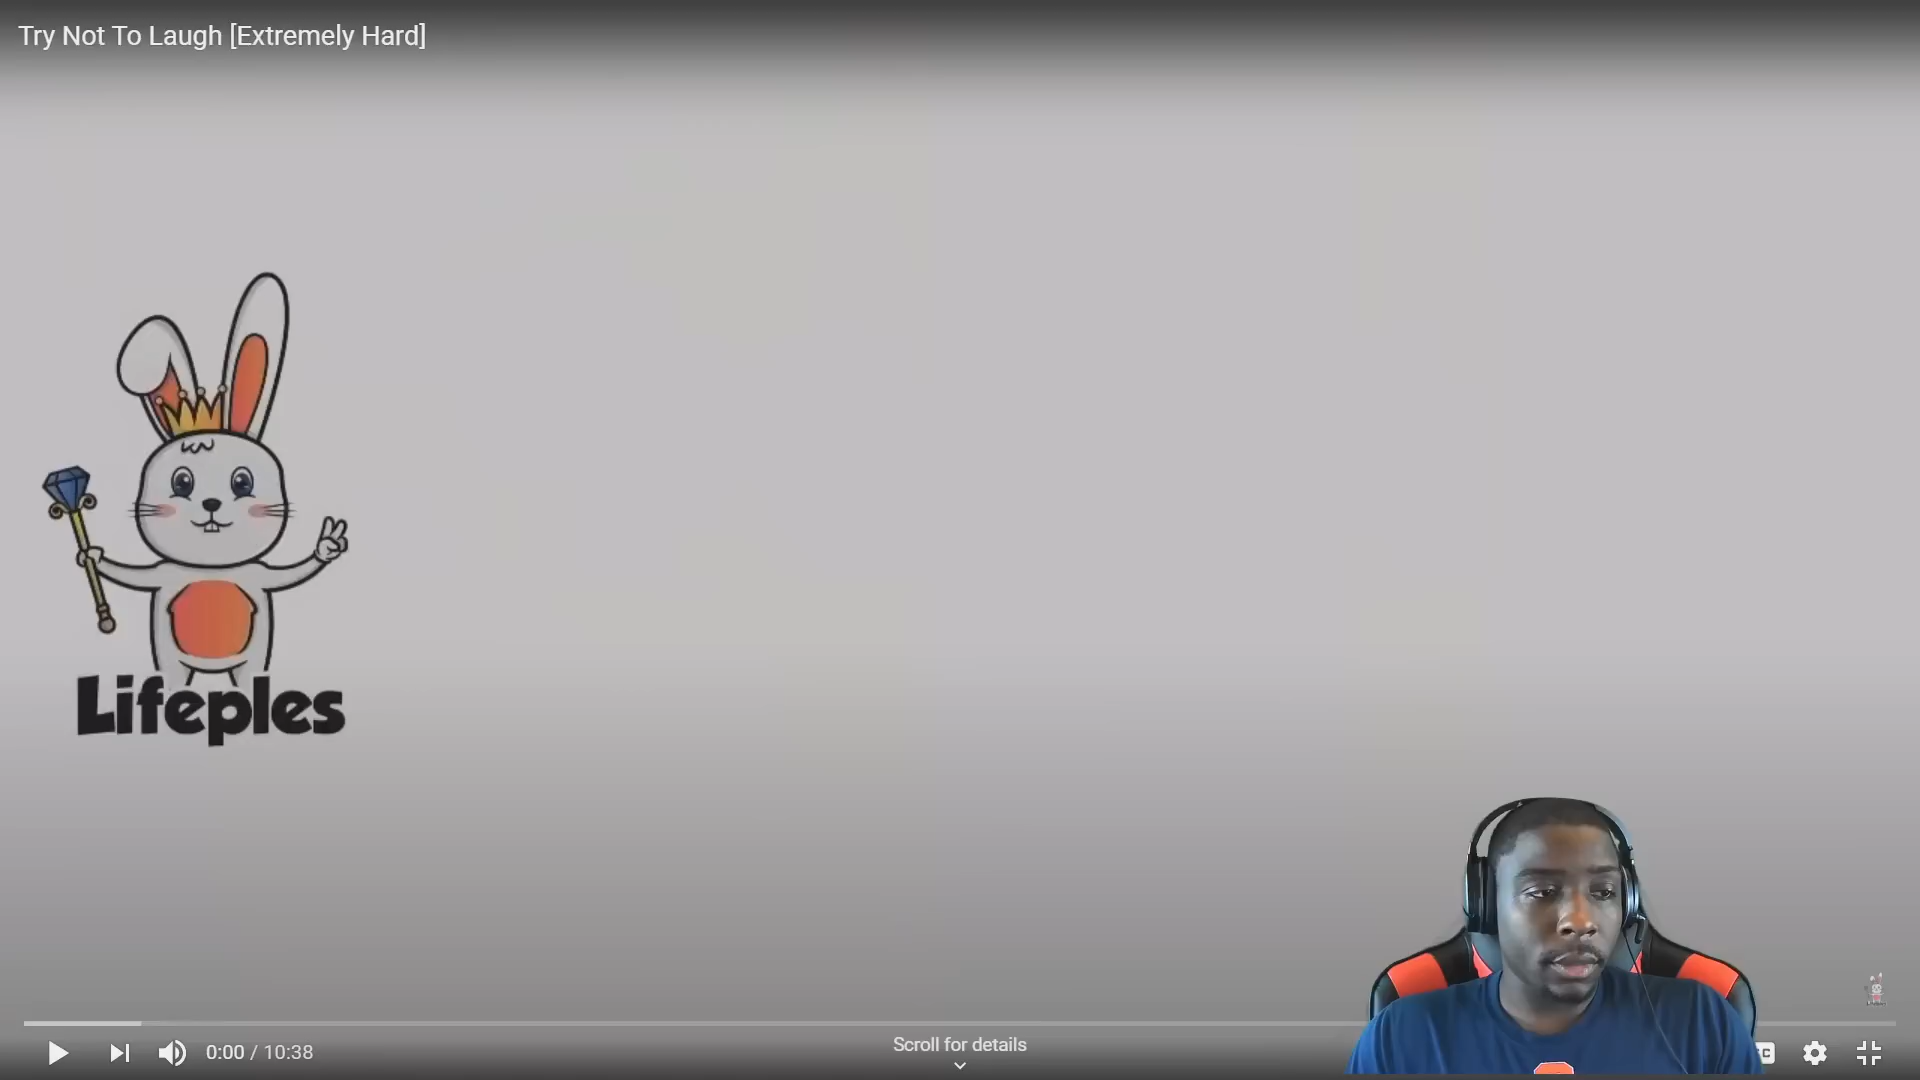 Try Not To Laugh [Extremely Hard]
Lifeples
0:00 / 10:38
Scroll for details